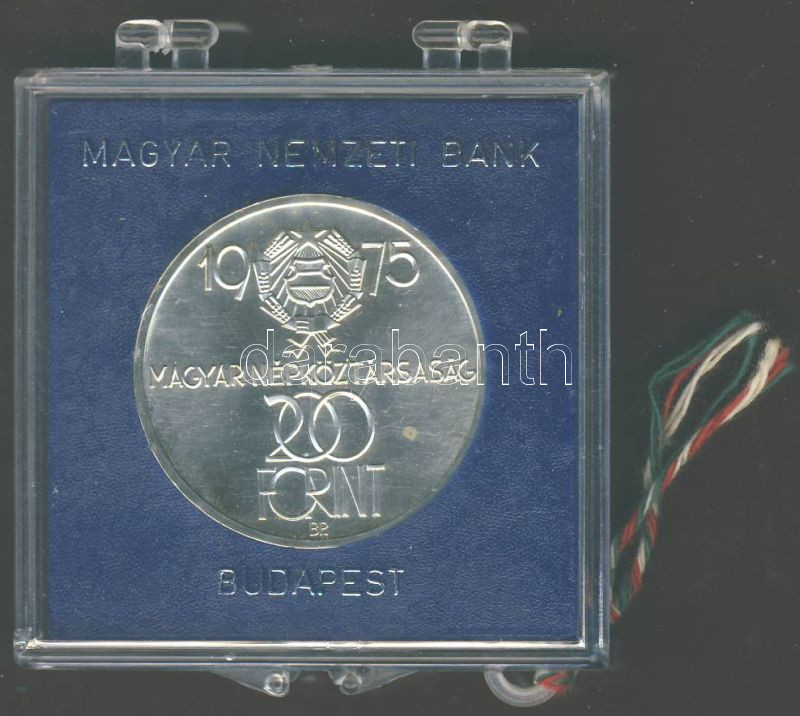 MAGYAR NEMZETI BANK
1975
MAGYAR NÉPKÖZTÁRSASÁG
200
FORINT
BP.
BUDAPEST
darabanth